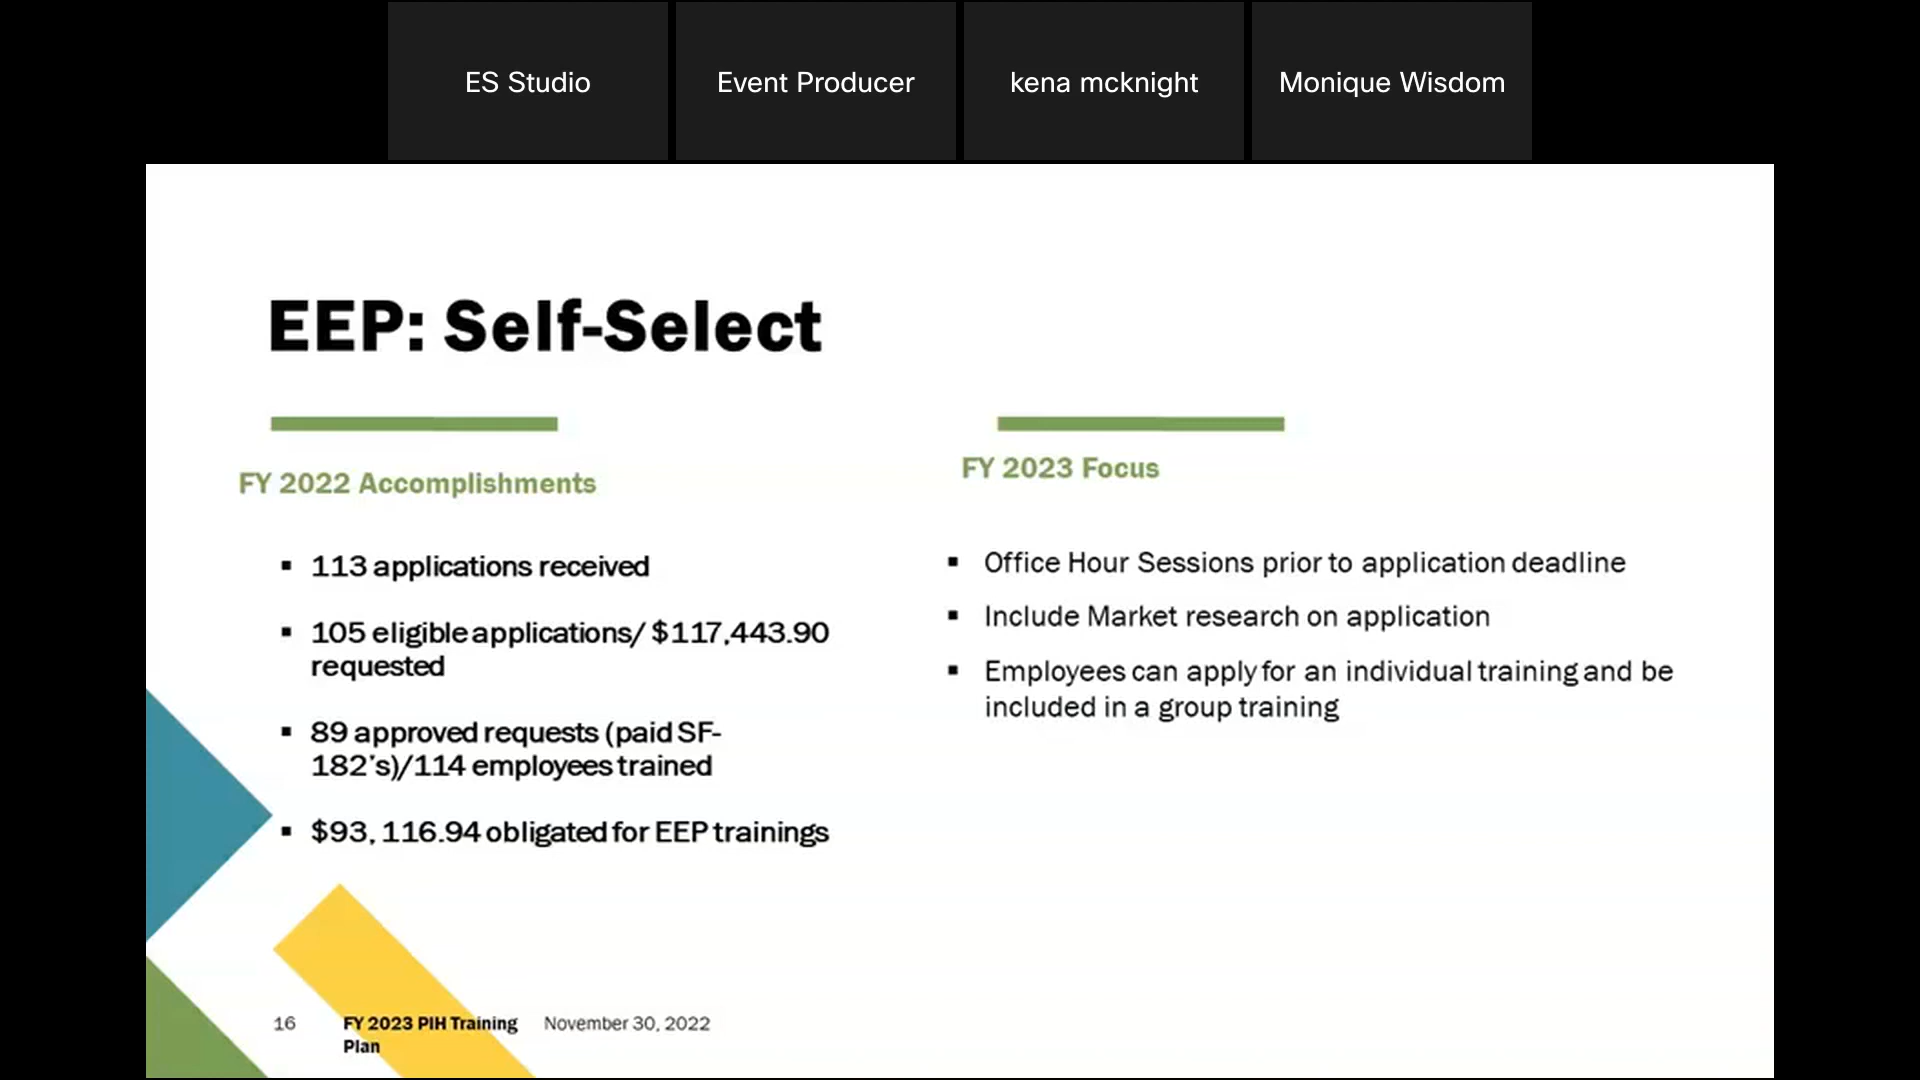 ES Studio
Event Producer
kena mcknight
Monique Wisdom
EEP: Self-Select
FY 2022 Accomplishments
▪ 113 applications received
▪ 105 eligible applications/ $117,443.90
requested
▪ 89 approved requests (paid SF-
182's)/114 employees trained
▪ $93, 116.94 obligated for EEP trainings
FY 2023 Focus
▪ Office Hour Sessions prior to application deadline
▪ Include Market research on application
▪ Employees can apply for an individual training and be
included in a group training
16
FY 2023 PIH Training
Plan
November 30, 2022